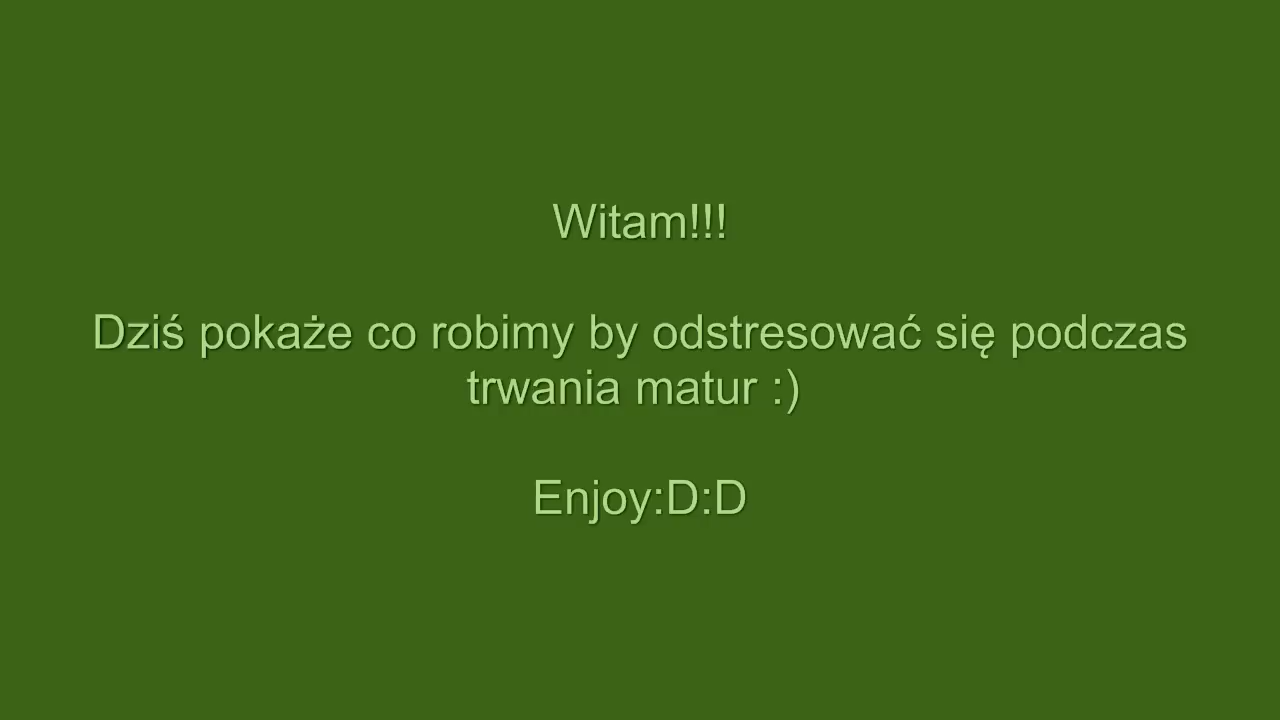 Witam!!!
Dziś pokaże co robimy by odstresować się podczas
trwania matur :)
Enjoy:D:D